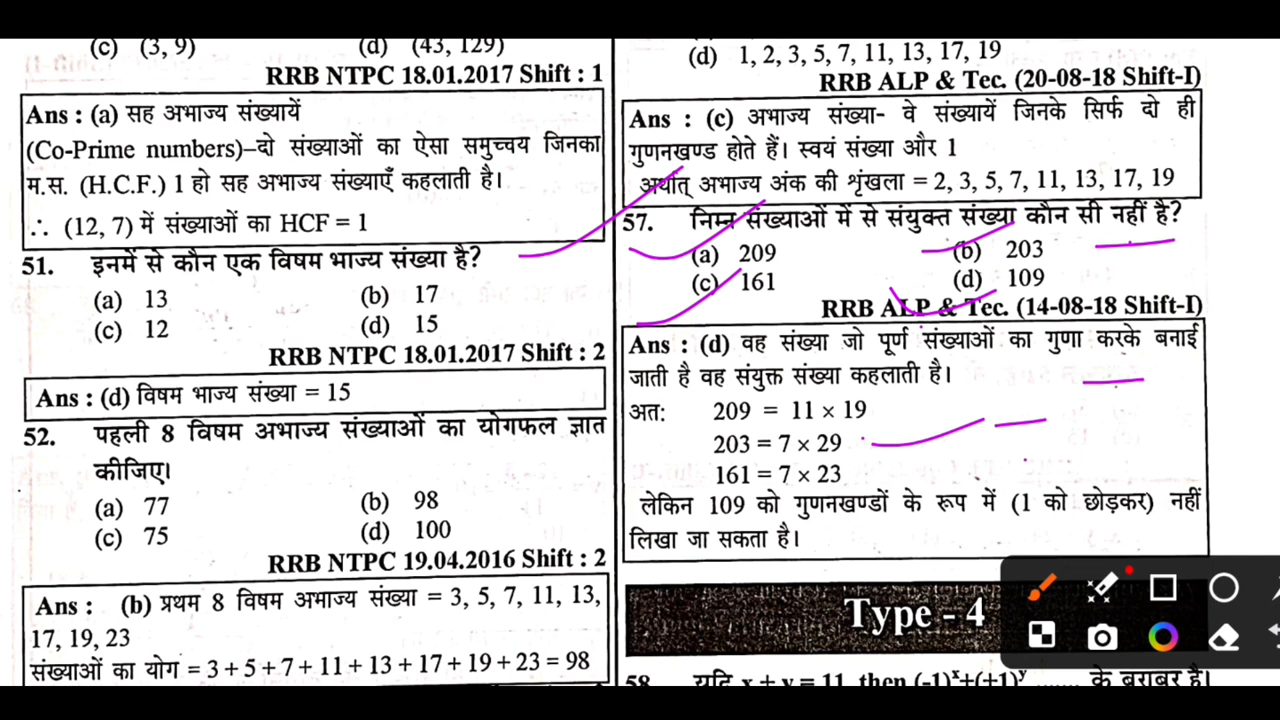 (c) (3, 9) (d) (43, 129)
RRB NTPC 18.01.2017 Shift : 1
Ans : (a) सह अभाज्य संख्यायें
(Co-Prime numbers)–दो संख्याओं का ऐसा समुच्चय जिनका
म.स. (H.C.F.) 1 हो सह अभाज्य संख्याएँ कहलाती है।
∴ (12, 7) में संख्याओं का HCF = 1
51. इनमें से कौन एक विषम भाज्य संख्या है?
(a) 13 (b) 17
(c) 12 (d) 15
RRB NTPC 18.01.2017 Shift : 2
Ans : (d) विषम भाज्य संख्या = 15
52. पहली 8 विषम अभाज्य संख्याओं का योगफल ज्ञात
कीजिए।
(a) 77 (b) 98
(c) 75 (d) 100
RRB NTPC 19.04.2016 Shift : 2
Ans : (b) प्रथम 8 विषम अभाज्य संख्या = 3, 5, 7, 11, 13,
17, 19, 23
संख्याओं का योग = 3 + 5 + 7 + 11 + 13 + 17 + 19 + 23 = 98
(d) 1, 2, 3, 5, 7, 11, 13, 17, 19
RRB ALP & Tec. (20-08-18 Shift-I)
Ans : (c) अभाज्य संख्या- वे संख्यायें जिनके सिर्फ दो ही
गुणनखण्ड होते हैं। स्वयं संख्या और 1
अर्थात् अभाज्य अंक की शृंखला = 2, 3, 5, 7, 11, 13, 17, 19
57. निम्न संख्याओं में से संयुक्त संख्या कौन सी नहीं है?
(a) 209 (b) 203
(c) 161 (d) 109
RRB ALP & Tec. (14-08-18 Shift-I)
Ans : (d) वह संख्या जो पूर्ण संख्याओं का गुणा करके बनाई
जाती है वह संयुक्त संख्या कहलाती है।
अतः 209 = 11 × 19
203 = 7 × 29
161 = 7 × 23
लेकिन 109 को गुणनखण्डों के रूप में (1 को छोड़कर) नहीं
लिखा जा सकता है।
Type - 4
58. यदि x + y = 11, then (-1)ˣ+(+1)ʸ ....... के बराबर है।